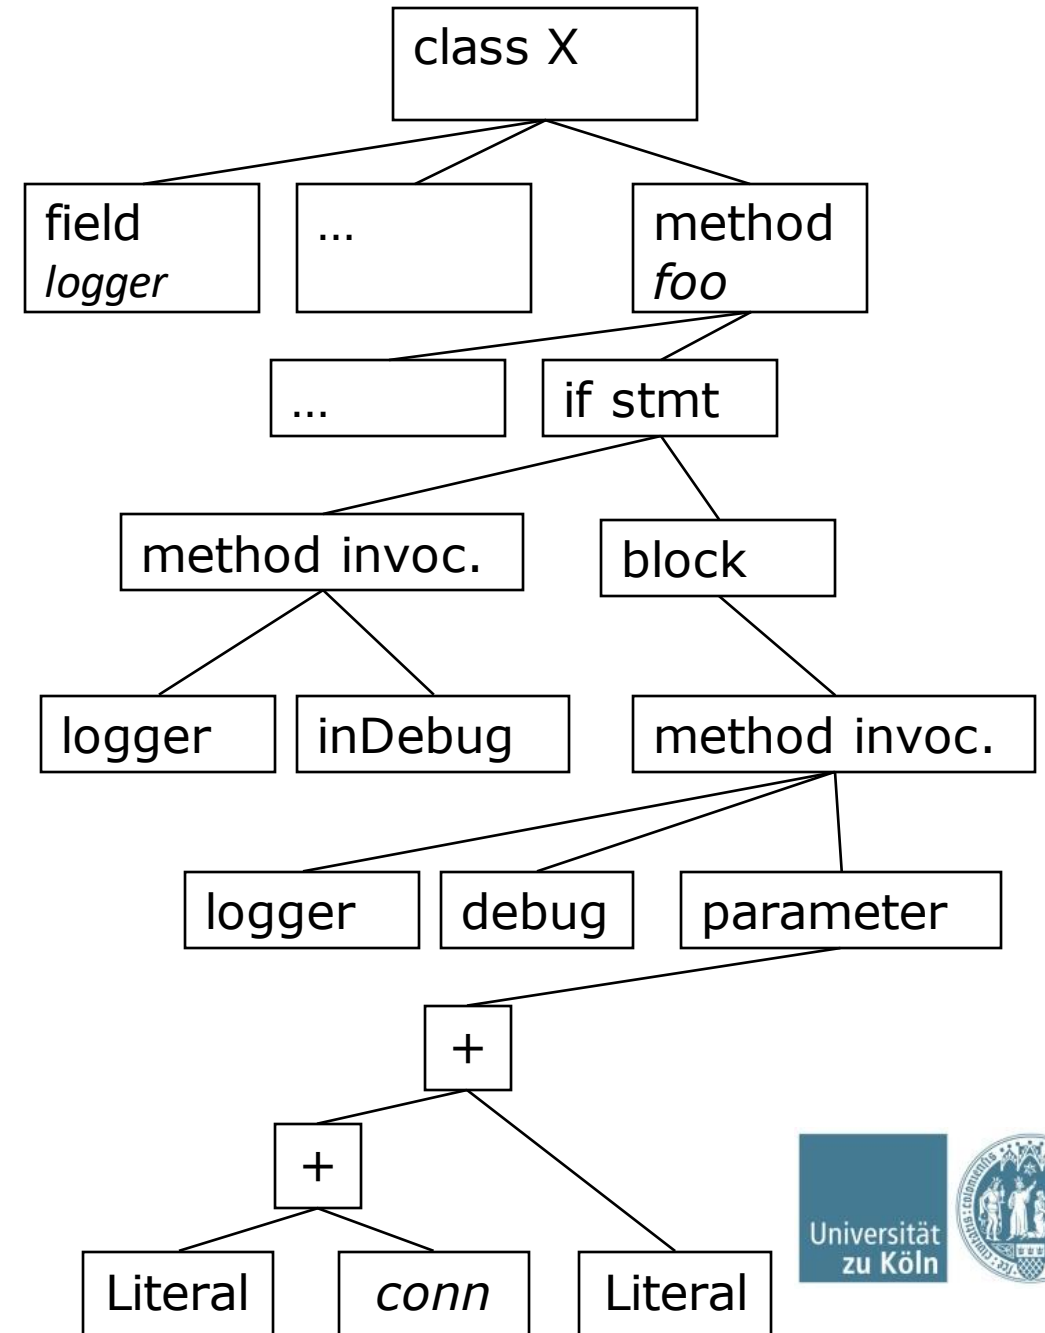 class X
field
logger
...
method
foo
...
if stmt
method invoc.
block
logger
inDebug
method invoc.
logger
debug
parameter
+
+
Literal
conn
Literal
Universität
zu Köln